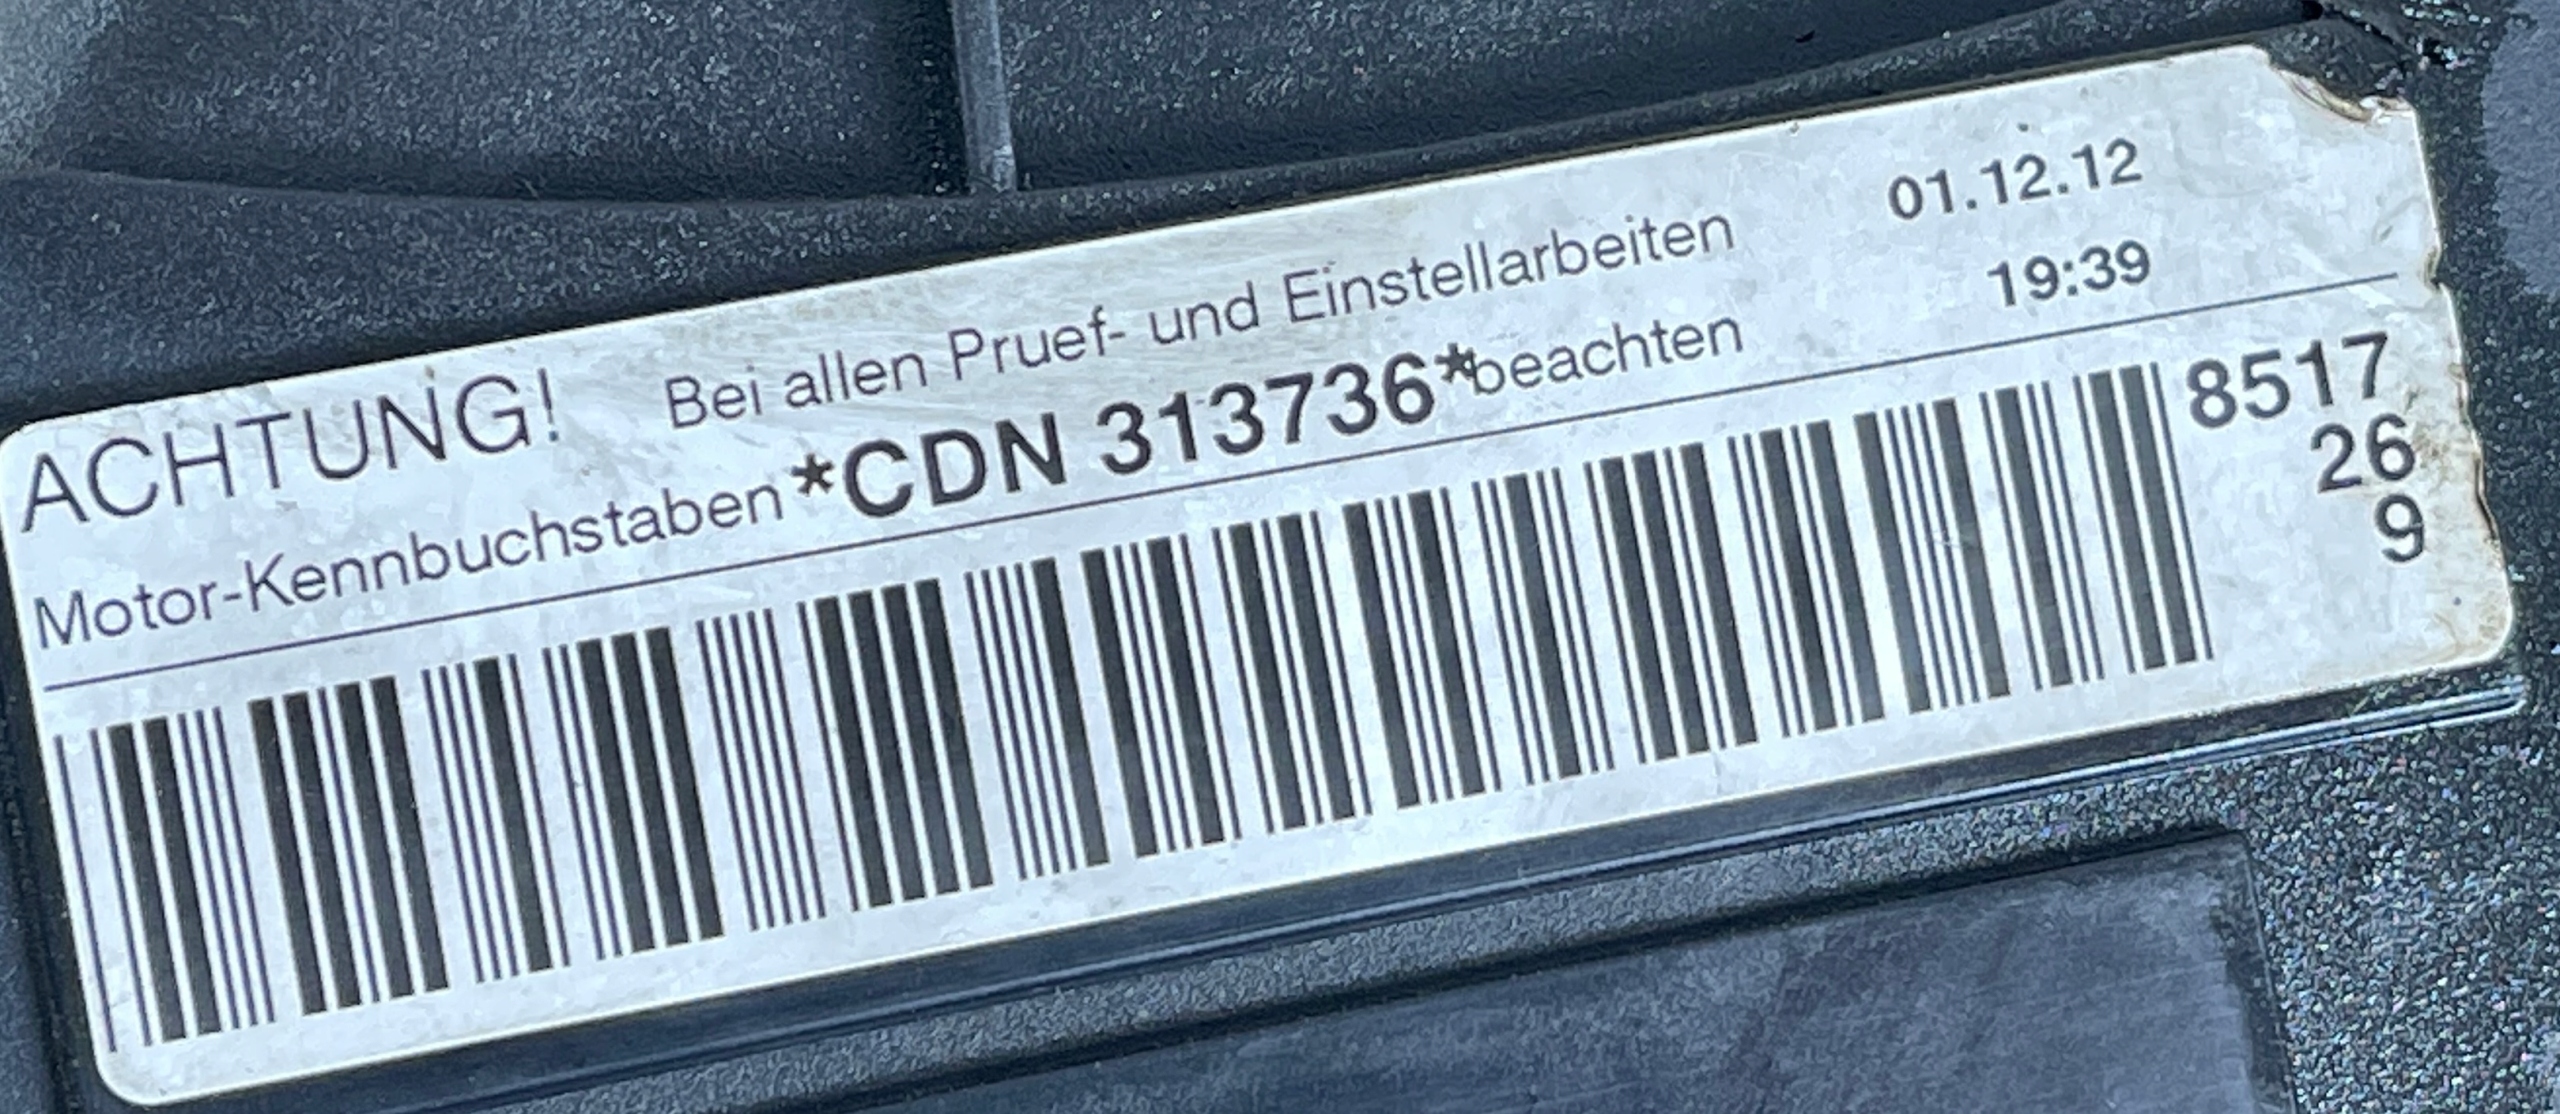 ACHTUNG! Bei allen Pruef- und Einstellarbeiten 01.12.12
Motor-Kennbuchstaben *CDN 313736* beachten 19:39
8517
26
9